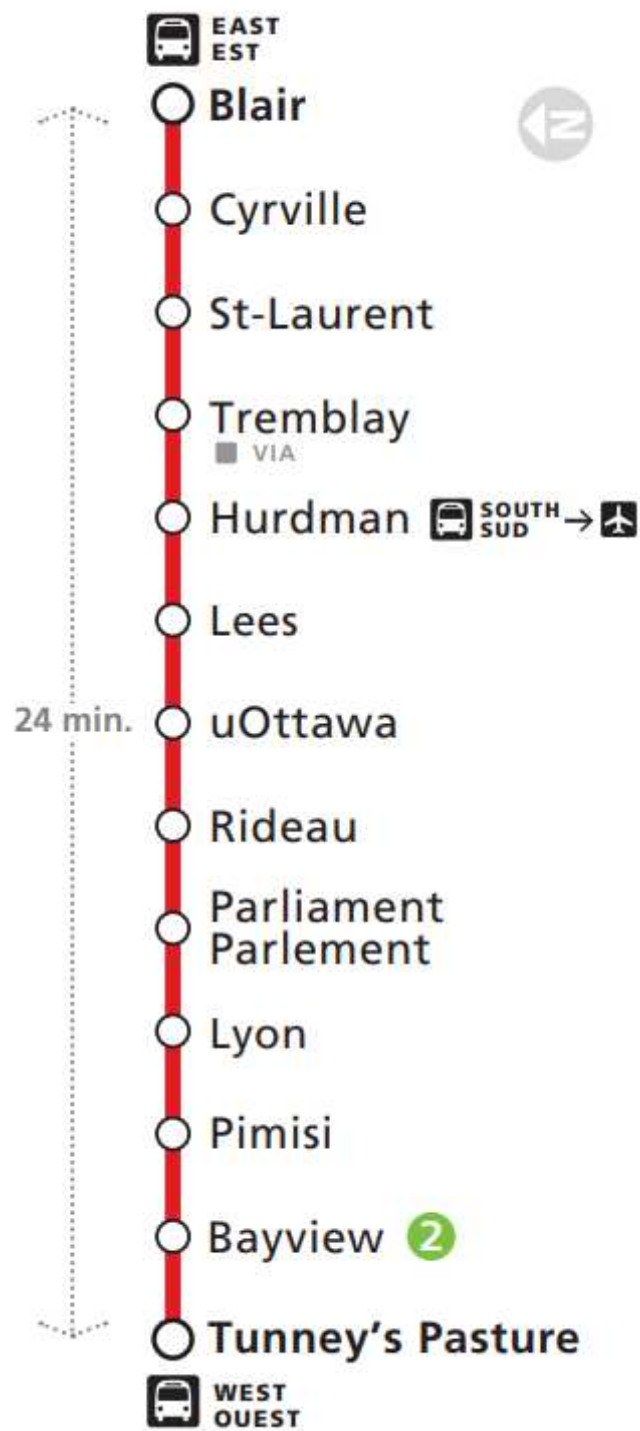 EAST
EST
Blair
N
Cyrville
St-Laurent
Tremblay
VIA
Hurdman SOUTH
SUD
Lees
24 min. uOttawa
Rideau
Parliament
Parlement
Lyon
Pimisi
Bayview 2
Tunney's Pasture
WEST
OUEST